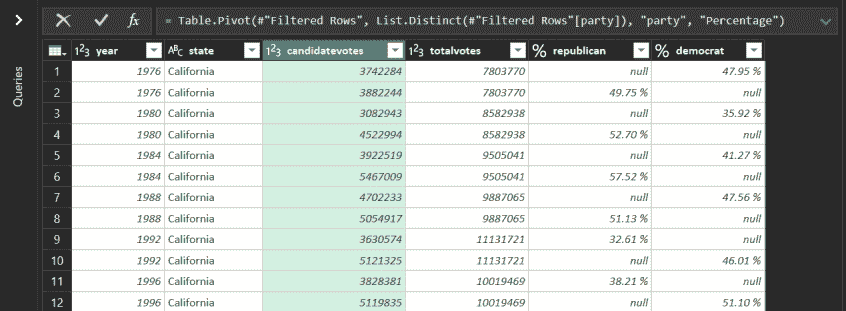 = Table.Pivot(#"Filtered Rows", List.Distinct(#"Filtered Rows"[party]), "party", "Percentage")
Queries
1²3 year ABC state 1²3 candidatevotes 1²3 totalvotes % republican % democrat
1 1976 California 3742284 7803770 null 47.95 %
2 1976 California 3882244 7803770 49.75 % null
3 1980 California 3082943 8582938 null 35.92 %
4 1980 California 4522994 8582938 52.70 % null
5 1984 California 3922519 9505041 null 41.27 %
6 1984 California 5467009 9505041 57.52 % null
7 1988 California 4702233 9887065 null 47.56 %
8 1988 California 5054917 9887065 51.13 % null
9 1992 California 3630574 11131721 32.61 % null
10 1992 California 5121325 11131721 null 46.01 %
11 1996 California 3828381 10019469 38.21 % null
12 1996 California 5119835 10019469 null 51.10 %